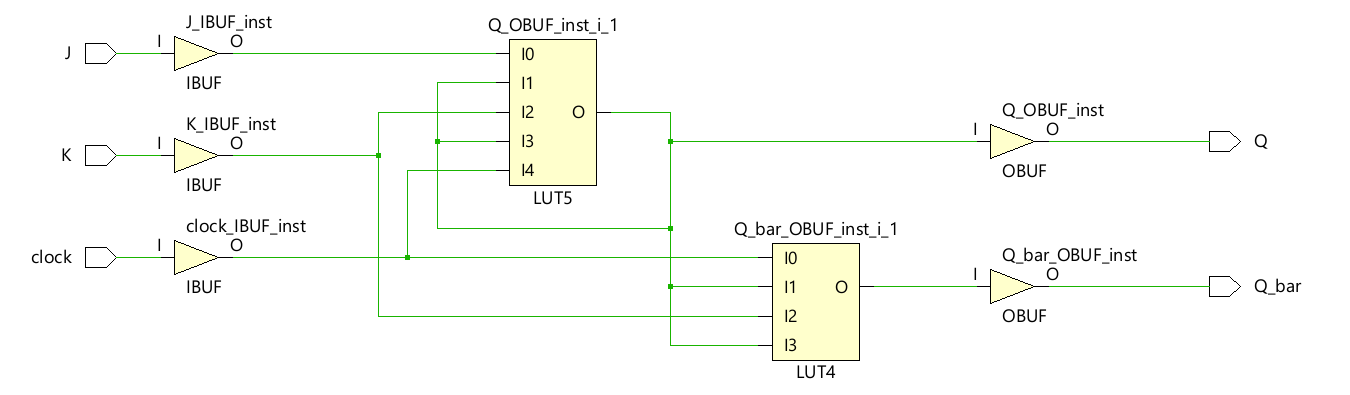 J_IBUF_inst
J
I
O
IBUF
Q_OBUF_inst_i_1
I0
I1
I2
I3
I4
O
LUT5
K_IBUF_inst
K
I
O
IBUF
clock_IBUF_inst
clock
I
O
IBUF
Q_OBUF_inst
I
O
Q
OBUF
Q_bar_OBUF_inst_i_1
I0
I1
I2
I3
O
LUT4
Q_bar_OBUF_inst
I
O
Q_bar
OBUF